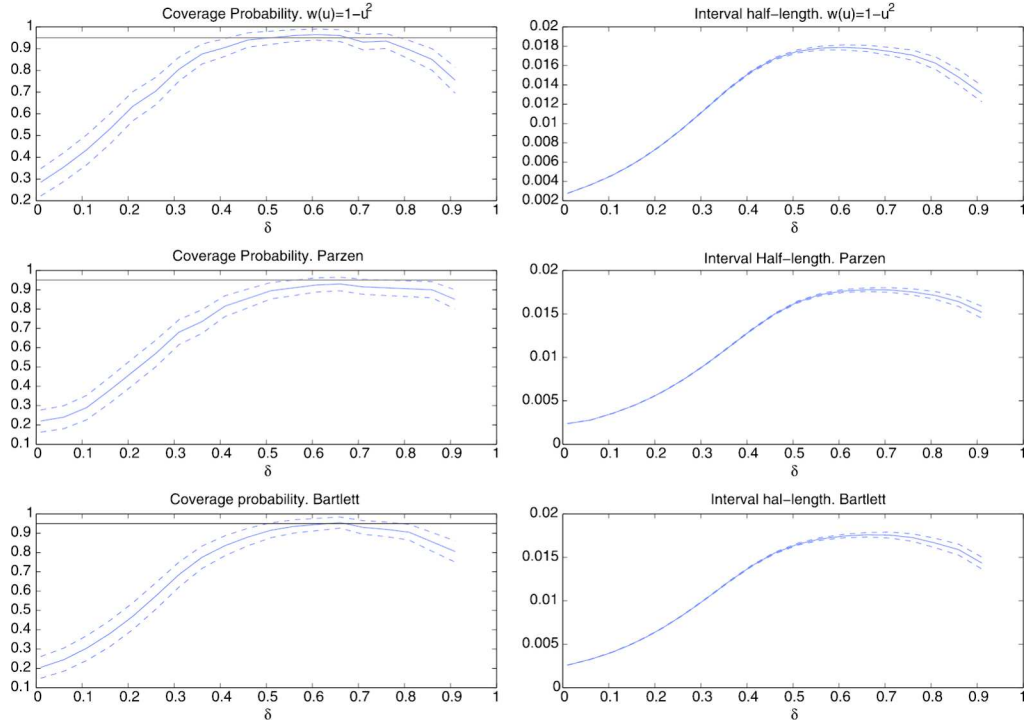 Coverage Probability. w(u)=1−u²
1
0.9
0.8
0.7
0.6
0.5
0.4
0.3
0.2
0 0.1 0.2 0.3 0.4 0.5 0.6 0.7 0.8 0.9 1
δ
Interval half−length. w(u)=1−u²
0.02
0.018
0.016
0.014
0.012
0.01
0.008
0.006
0.004
0.002
0 0.1 0.2 0.3 0.4 0.5 0.6 0.7 0.8 0.9 1
δ
Coverage Probability. Parzen
1
0.9
0.8
0.7
0.6
0.5
0.4
0.3
0.2
0.1
0 0.1 0.2 0.3 0.4 0.5 0.6 0.7 0.8 0.9 1
δ
Interval Half−length. Parzen
0.02
0.015
0.01
0.005
0
0 0.1 0.2 0.3 0.4 0.5 0.6 0.7 0.8 0.9 1
δ
Coverage probability. Bartlett
1
0.9
0.8
0.7
0.6
0.5
0.4
0.3
0.2
0.1
0 0.1 0.2 0.3 0.4 0.5 0.6 0.7 0.8 0.9 1
δ
Interval hal−length. Bartlett
0.02
0.015
0.01
0.005
0
0 0.1 0.2 0.3 0.4 0.5 0.6 0.7 0.8 0.9 1
δ